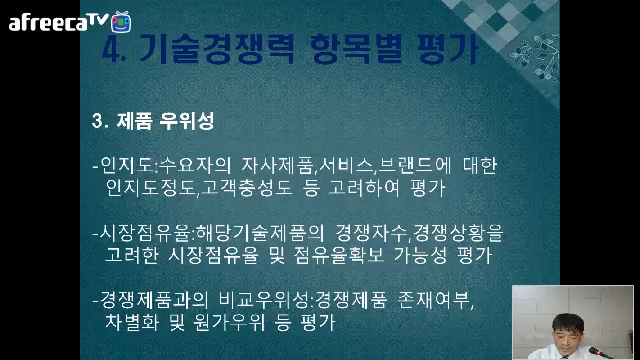 afreecaTV
4. 기술경쟁력 항목별 평가
3. 제품 우위성
-인지도:수요자의 자사제품,서비스,브랜드에 대한
인지도정도,고객충성도 등 고려하여 평가
-시장점유율:해당기술제품의 경쟁자수,경쟁상황을
고려한 시장점유율 및 점유율확보 가능성 평가
-경쟁제품과의 비교우위성:경쟁제품 존재여부,
차별화 및 원가우위 등 평가